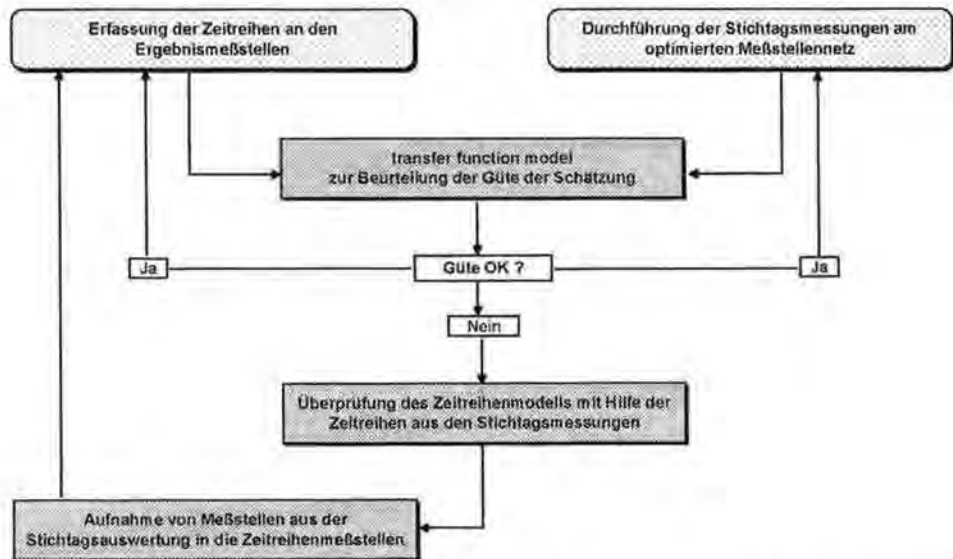 Erfassung der Zeitreihen an den
Ergebnismeßstellen
Durchführung der Stichtagsmessungen am
optimierten Meßstellennetz
transfer function model
zur Beurteilung der Güte der Schätzung
Ja
Güte OK ?
Ja
Nein
Überprüfung des Zeitreihenmodells mit Hilfe der
Zeitreihen aus den Stichtagsmessungen
Aufnahme von Meßstellen aus der
Stichtagsauswertung in die Zeitreihenmeßstellen